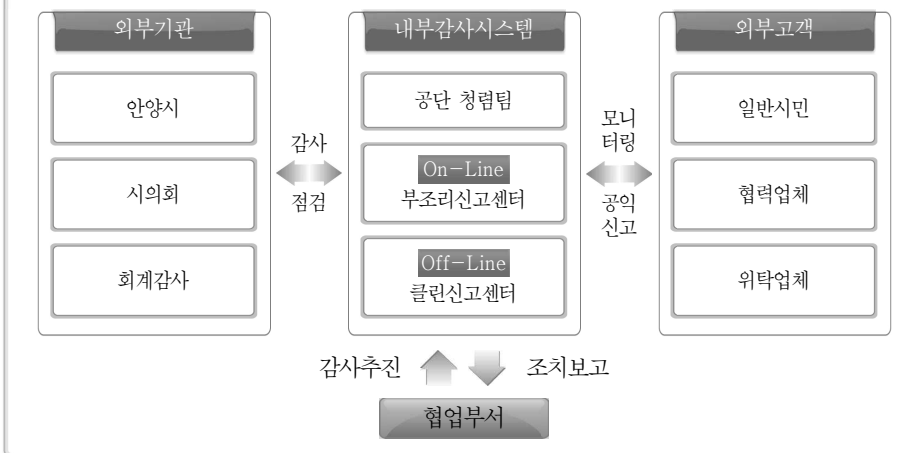 외부기관
안양시
시의회
회계감사
감사
점검
내부감사시스템
공단 청렴팀
On-Line
부조리신고센터
Off-Line
클린신고센터
모니
터링
공익
신고
외부고객
일반시민
협력업체
위탁업체
감사추진
조치보고
협업부서